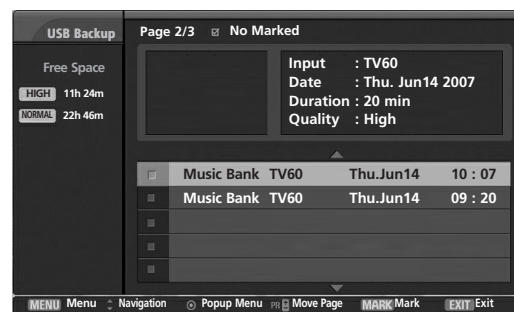 USB Backup
Page 2/3 No Marked
Free Space
HIGH 11h 24m
NORMAL 22h 46m
Input : TV60
Date : Thu. Jun14 2007
Duration : 20 min
Quality : High
Music Bank TV60 Thu.Jun14 10 : 07
Music Bank TV60 Thu.Jun14 09 : 20
MENU Menu Navigation Popup Menu PR Move Page MARK Mark EXIT Exit